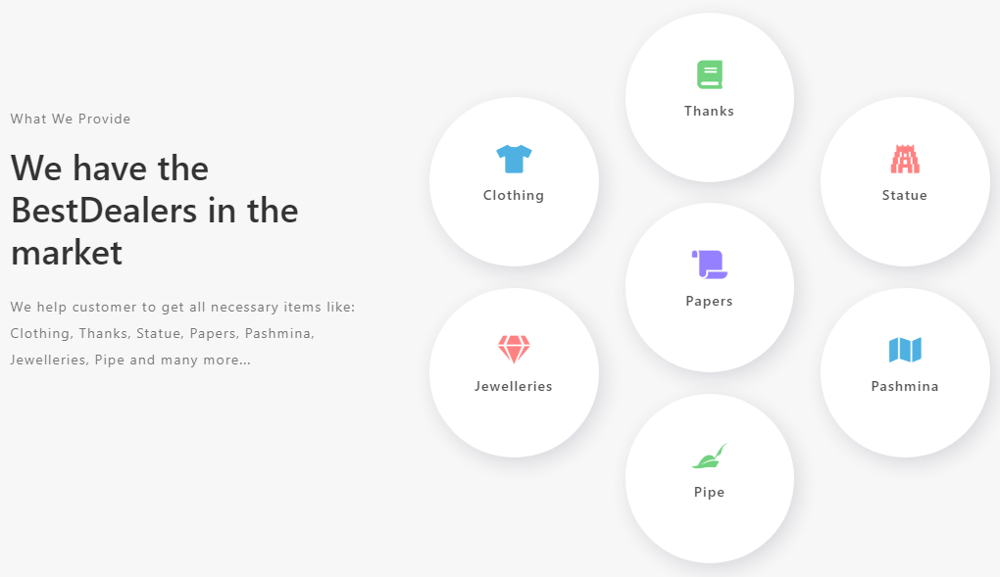 What We Provide
We have the
BestDealers in the
market
We help customer to get all necessary items like:
Clothing, Thanks, Statue, Papers, Pashmina,
Jewelleries, Pipe and many more...
Thanks
Clothing
Statue
Papers
Jewelleries
Pashmina
Pipe